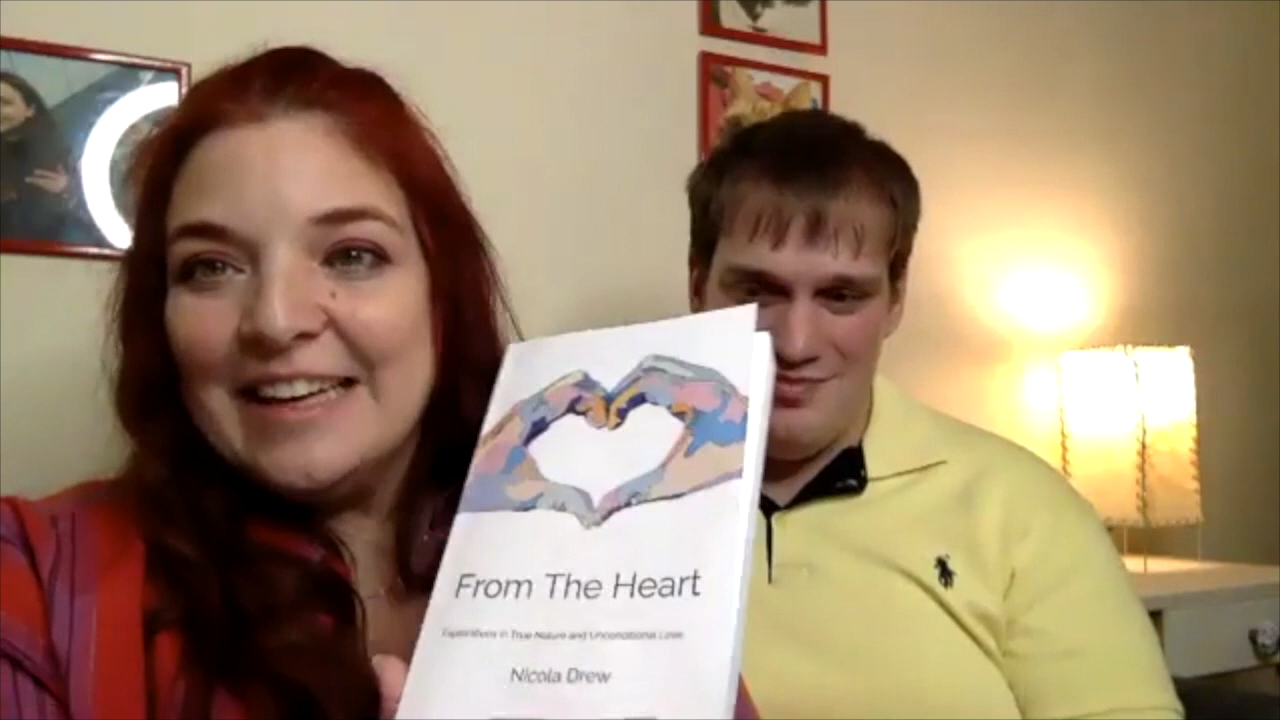 From The Heart
Explorations in True Nature and Unconditional Love
Nicola Drew